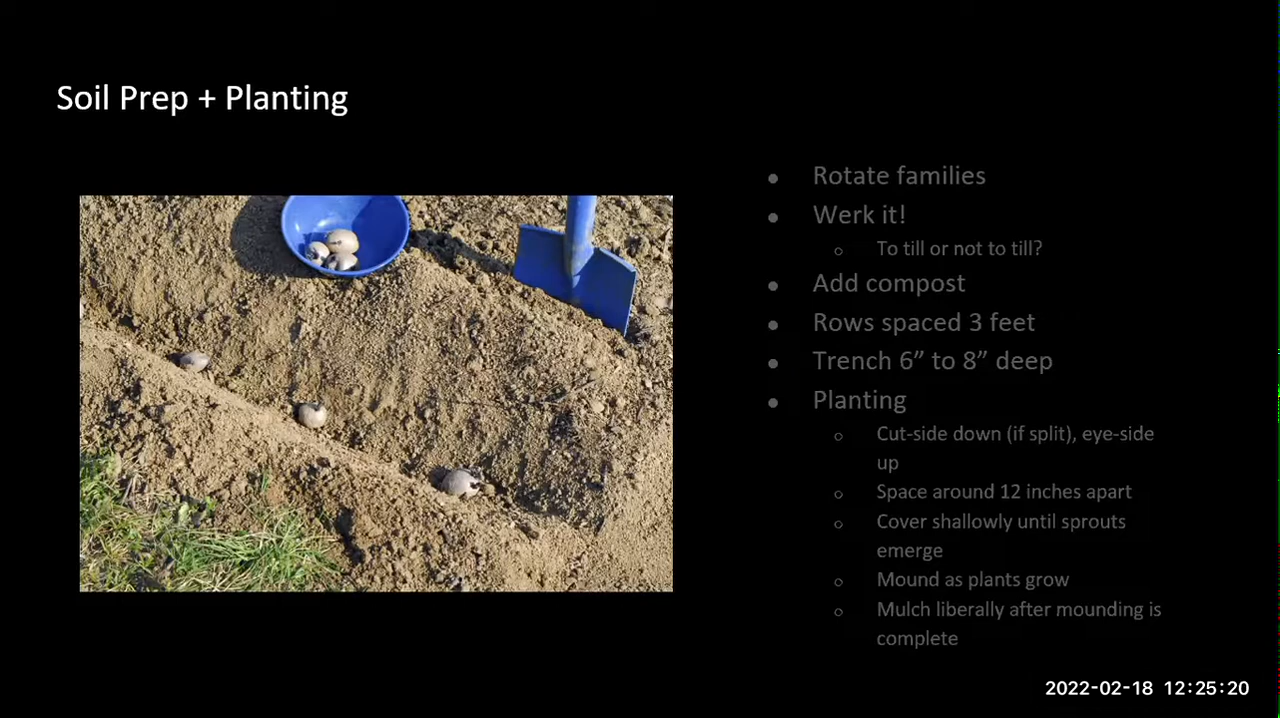 Soil Prep + Planting
● Rotate families
● Werk it!
○ To till or not to till?
● Add compost
● Rows spaced 3 feet
● Trench 6” to 8” deep
● Planting
○ Cut-side down (if split), eye-side
up
○ Space around 12 inches apart
○ Cover shallowly until sprouts
emerge
○ Mound as plants grow
○ Mulch liberally after mounding is
complete
2022-02-18 12:25:20